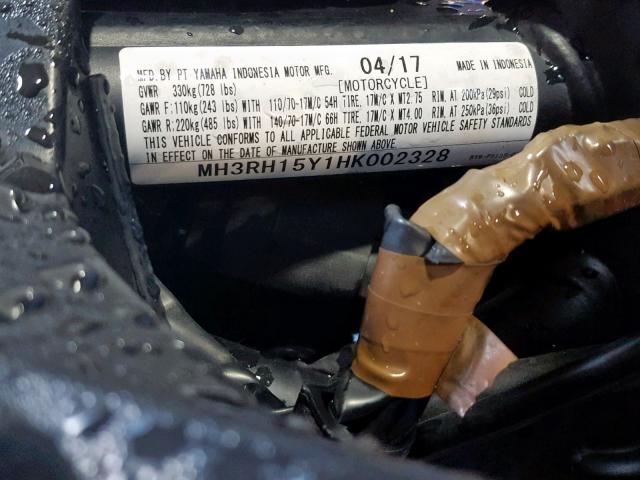 MFD.BY PT YAMAHA INDONESIA MOTOR MFG. 04/17 MADE IN INDONESIA
GVWR 330kg(728 lbs) [MOTORCYCLE]
GAWR F:110kg(243 lbs) WITH 110/70-17M/C 54H TIRE, 17M/C X MT2.75 RIM, AT 200kPa(29psi) COLD
GAWR R:220kg(485 lbs) WITH 140/70-17M/C 66H TIRE, 17M/C X MT4.00 RIM, AT 250kPa(36psi) COLD
THIS VEHICLE CONFORMS TO ALL APPLICABLE FEDERAL MOTOR VEHICLE SAFETY STANDARDS
IN EFFECT ON THE DATE OF MANUFACTURE SHOWN ABOVE.
MH3RH15Y1HK002328